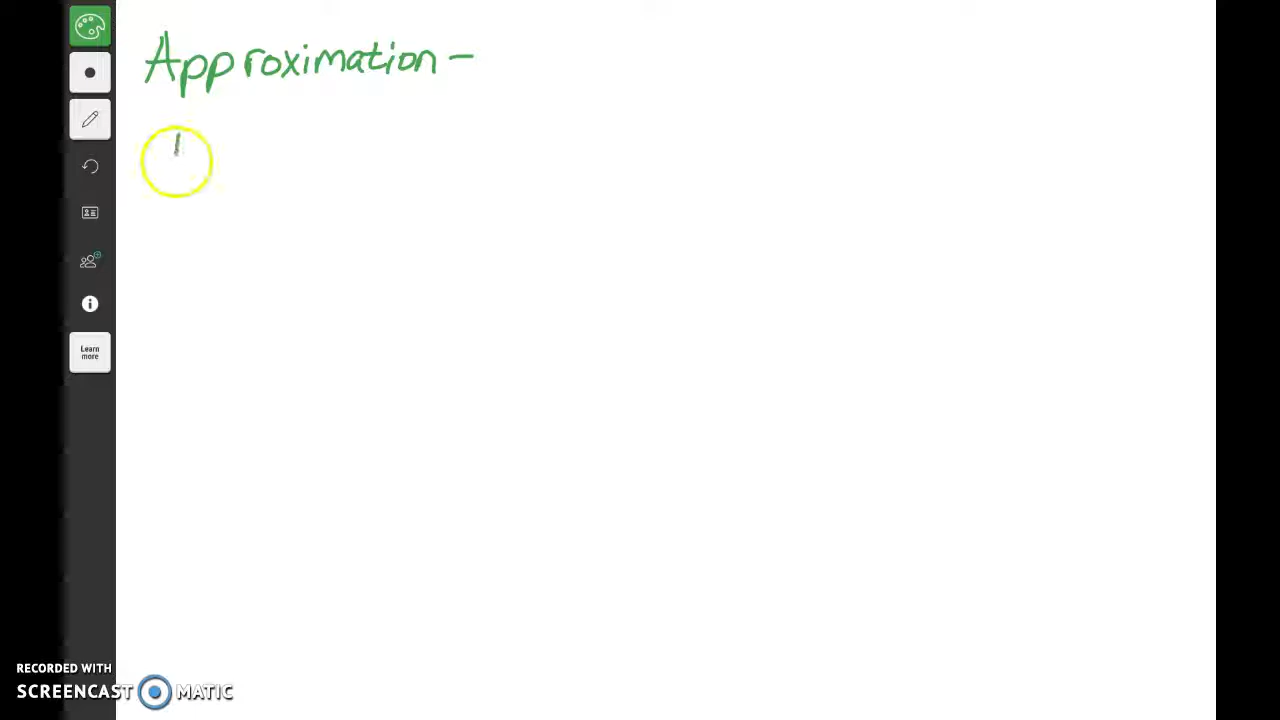 Approximation -
Learn
more
RECORDED WITH
SCREENCAST MATIC